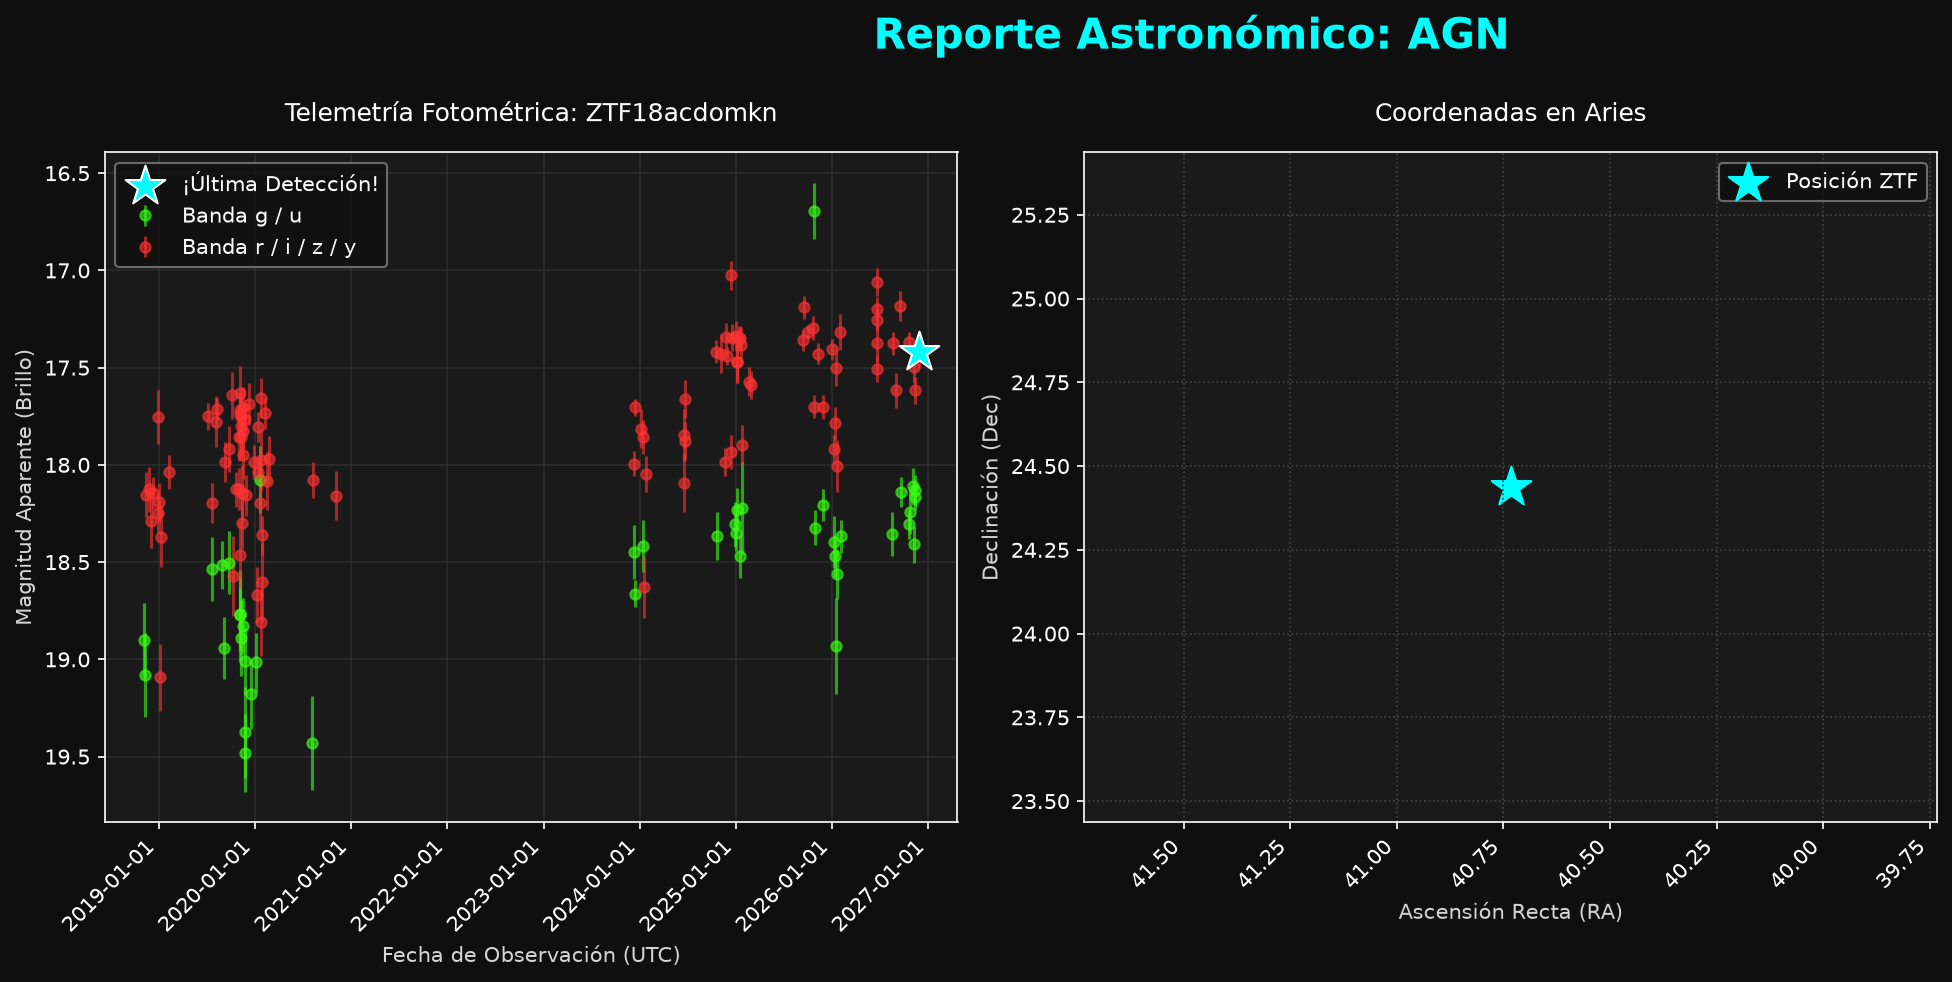 Reporte Astronómico: AGN
Telemetría Fotométrica: ZTF18acdomkn
¡Última Detección!
Banda g / u
Banda r / i / z / y
Magnitud Aparente (Brillo)
16.5
17.0
17.5
18.0
18.5
19.0
19.5
2019-01-01
2020-01-01
2021-01-01
2022-01-01
2023-01-01
2024-01-01
2025-01-01
2026-01-01
2027-01-01
Fecha de Observación (UTC)
Coordenadas en Aries
Posición ZTF
Declinación (Dec)
25.25
25.00
24.75
24.50
24.25
24.00
23.75
23.50
41.50
41.25
41.00
40.75
40.50
40.25
40.00
39.75
Ascensión Recta (RA)